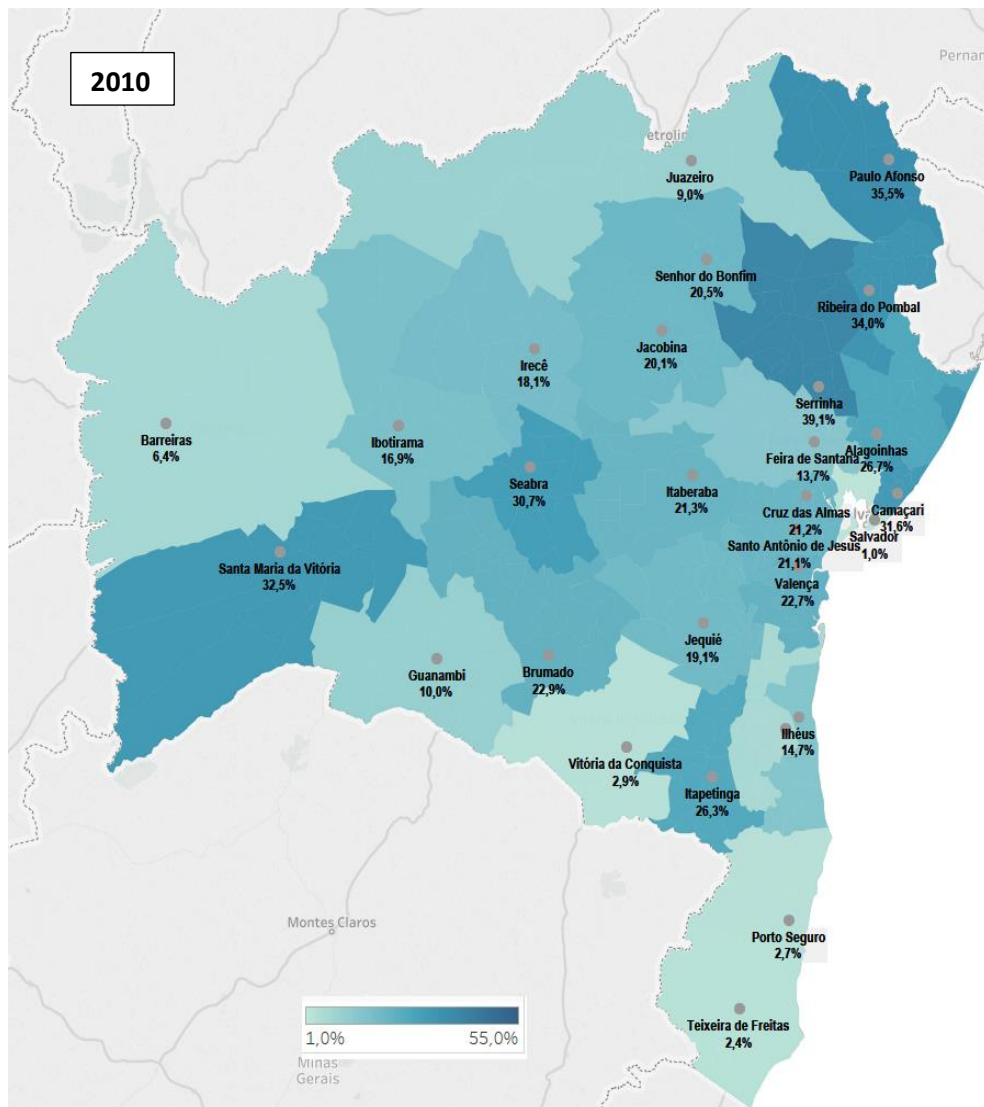 2010
Pernan
etrolin
Juazeiro
9,0%
Paulo Afonso
35,5%
Senhor do Bonfim
20,5%
Ribeira do Pombal
34,0%
Jacobina
20,1%
Irecê
18,1%
Serrinha
39,1%
Barreiras
6,4%
Ibotirama
16,9%
Feira de Santana
13,7%
Alagoinhas
26,7%
Seabra
30,7%
Itaberaba
21,3%
Cruz das Almas
21,2%
Camaçari
31,6%
Salvador
1,0%
Santo Antônio de Jesus
21,1%
Santa Maria da Vitória
32,5%
Valença
22,7%
Jequié
19,1%
Guanambi
10,0%
Brumado
22,9%
Ilhéus
14,7%
Vitória da Conquista
2,9%
Itapetinga
26,3%
Montes Claros
Porto Seguro
2,7%
Teixeira de Freitas
2,4%
1,0% 55,0%
Minas
Gerais